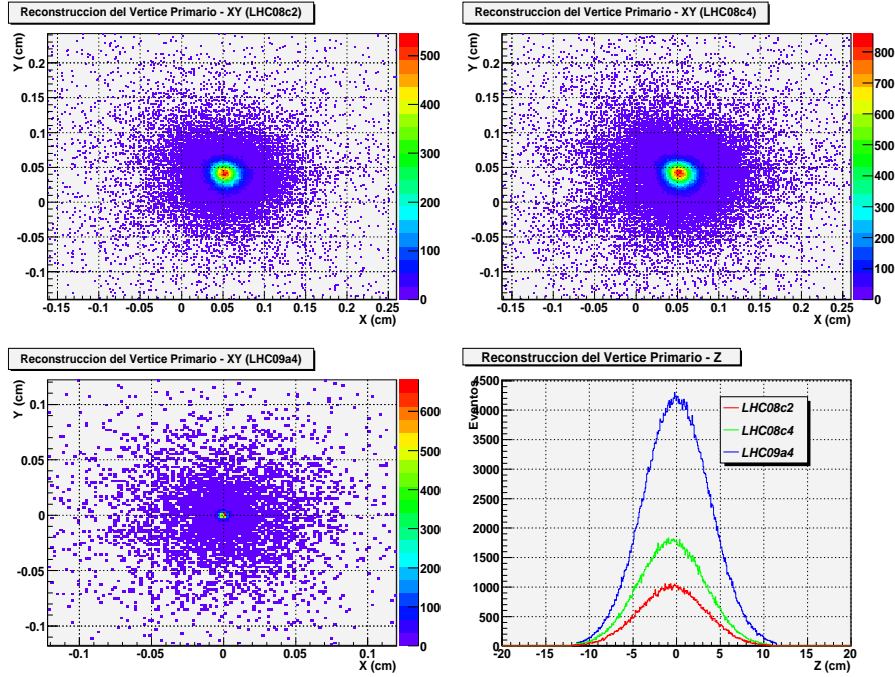 Reconstruccion del Vertice Primario - XY (LHC08c2)
Y (cm)
0.2
0.15
0.1
0.05
0
-0.05
-0.1
-0.15 -0.1 -0.05 0 0.05 0.1 0.15 0.2 0.25
X (cm)
500
400
300
200
100
0
Reconstruccion del Vertice Primario - XY (LHC08c4)
Y (cm)
0.2
0.15
0.1
0.05
0
-0.05
-0.1
-0.15 -0.1 -0.05 0 0.05 0.1 0.15 0.2 0.25
X (cm)
800
700
600
500
400
300
200
100
0
Reconstruccion del Vertice Primario - XY (LHC09a4)
Y (cm)
0.1
0.05
0
-0.05
-0.1
-0.1 -0.05 0 0.05 0.1
X (cm)
0
Reconstruccion del Vertice Primario - Z
Eventos
4500
4000
3500
3000
2500
2000
1500
1000
500
0
-20 -15 -10 -5 0 5 10 15 20
Z (cm)
LHC08c2
LHC08c4
LHC09a4